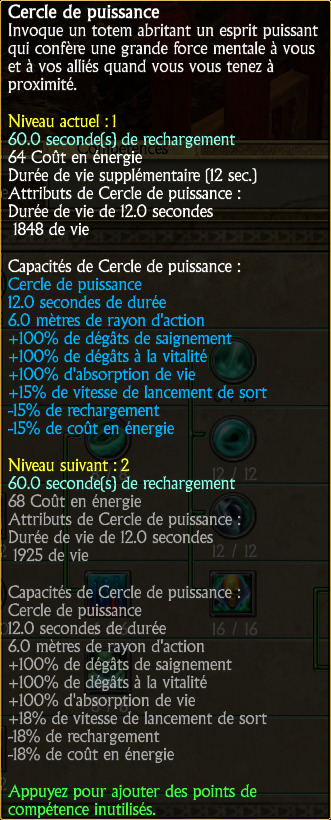 Cercle de puissance
Invoque un totem abritant un esprit puissant
qui confère une grande force mentale à vous
et à vos alliés quand vous vous tenez à
proximité.
Niveau actuel : 1
60.0 seconde(s) de rechargement
64 Coût en énergie
Durée de vie supplémentaire (12 sec.)
Attributs de Cercle de puissance :
Durée de vie de 12.0 secondes
1848 de vie
Capacités de Cercle de puissance :
Cercle de puissance
12.0 secondes de durée
6.0 mètres de rayon d'action
+100% de dégâts de saignement
+100% de dégâts à la vitalité
+100% d'absorption de vie
+15% de vitesse de lancement de sort
-15% de rechargement
-15% de coût en énergie
Niveau suivant : 2
60.0 seconde(s) de rechargement
68 Coût en énergie
Attributs de Cercle de puissance :
Durée de vie de 12.0 secondes
1925 de vie
Capacités de Cercle de puissance :
Cercle de puissance
12.0 secondes de durée
6.0 mètres de rayon d'action
+100% de dégâts de saignement
+100% de dégâts à la vitalité
+100% d'absorption de vie
+18% de vitesse de lancement de sort
-18% de rechargement
-18% de coût en énergie
Appuyez pour ajouter des points de
compétence inutilisés.
Compétences
12 / 12
12 / 12
16 / 16